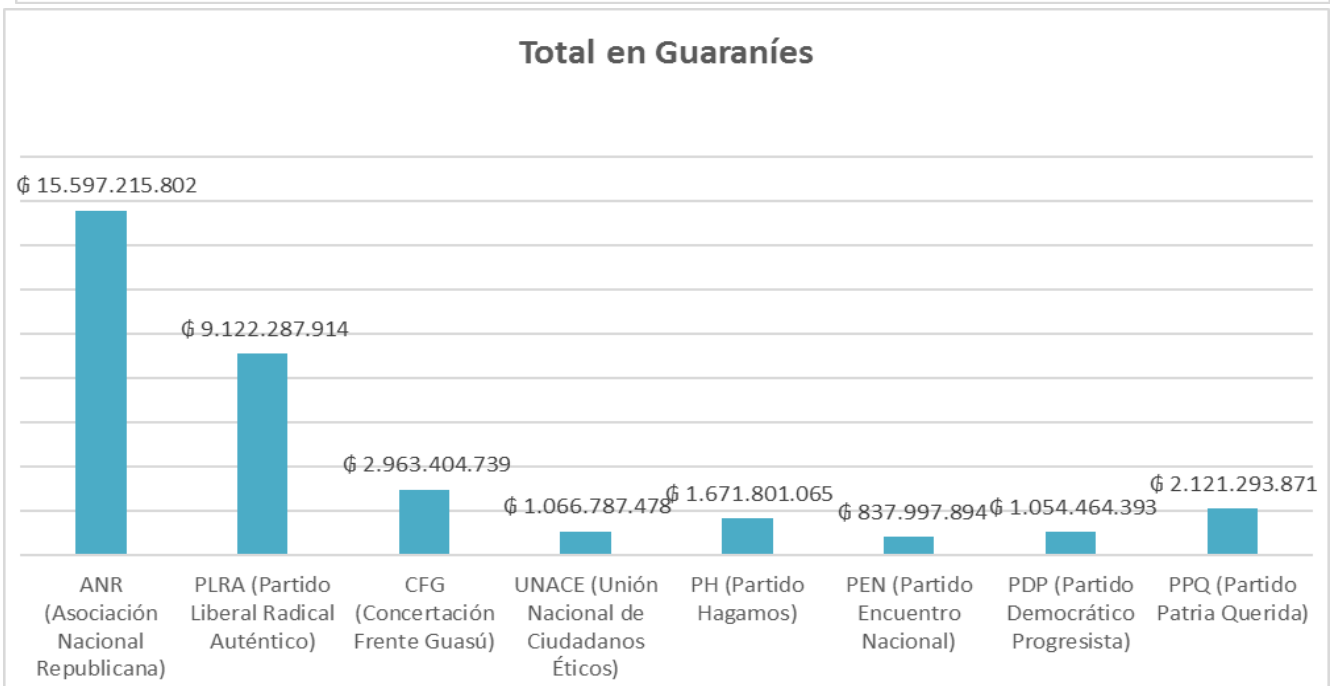 Total en Guaraníes
₲ 15.597.215.802
₲ 9.122.287.914
₲ 2.963.404.739
₲ 1.066.787.478
₲ 1.671.801.065
₲ 837.997.894
₲ 1.054.464.393
₲ 2.121.293.871
ANR
(Asociación
Nacional
Republicana)
PLRA (Partido
Liberal Radical
Auténtico)
CFG
(Concertación
Frente Guasú)
UNACE (Unión
Nacional de
Ciudadanos
Éticos)
PH (Partido
Hagamos)
PEN (Partido
Encuentro
Nacional)
PDP (Partido
Democrático
Progresista)
PPQ (Partido
Patria Querida)